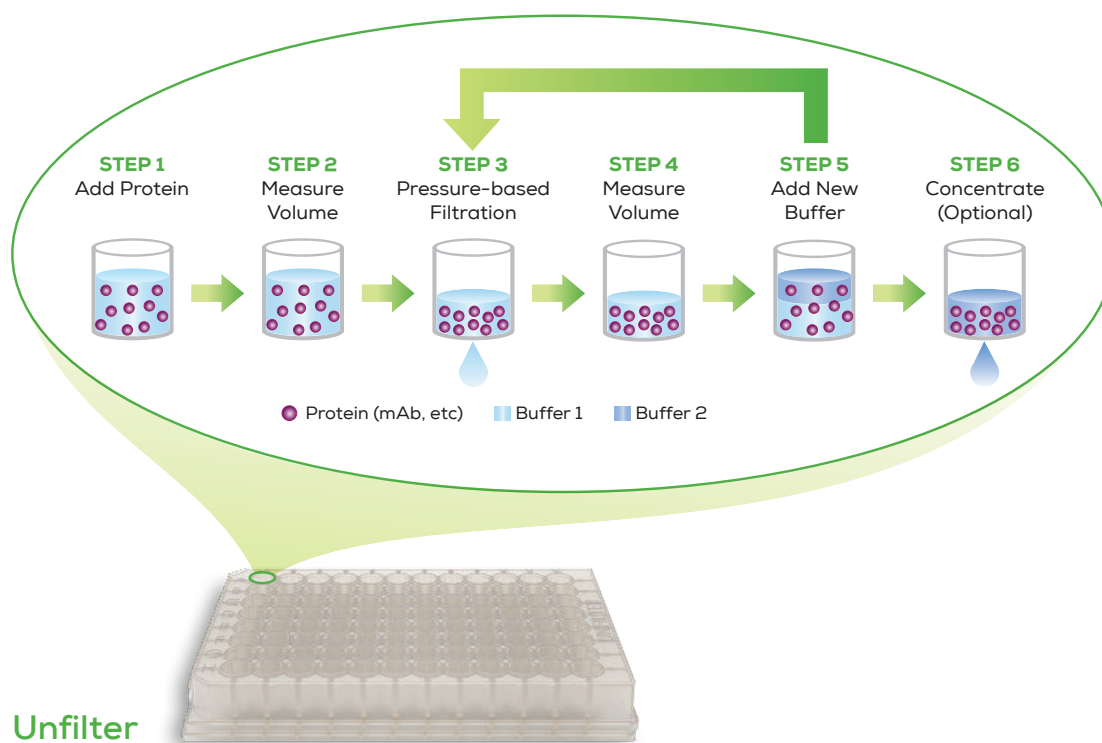 STEP 1
Add Protein
STEP 2
Measure
Volume
STEP 3
Pressure-based
Filtration
STEP 4
Measure
Volume
STEP 5
Add New
Buffer
STEP 6
Concentrate
(Optional)
Protein (mAb, etc)
Buffer 1
Buffer 2
Unfilter